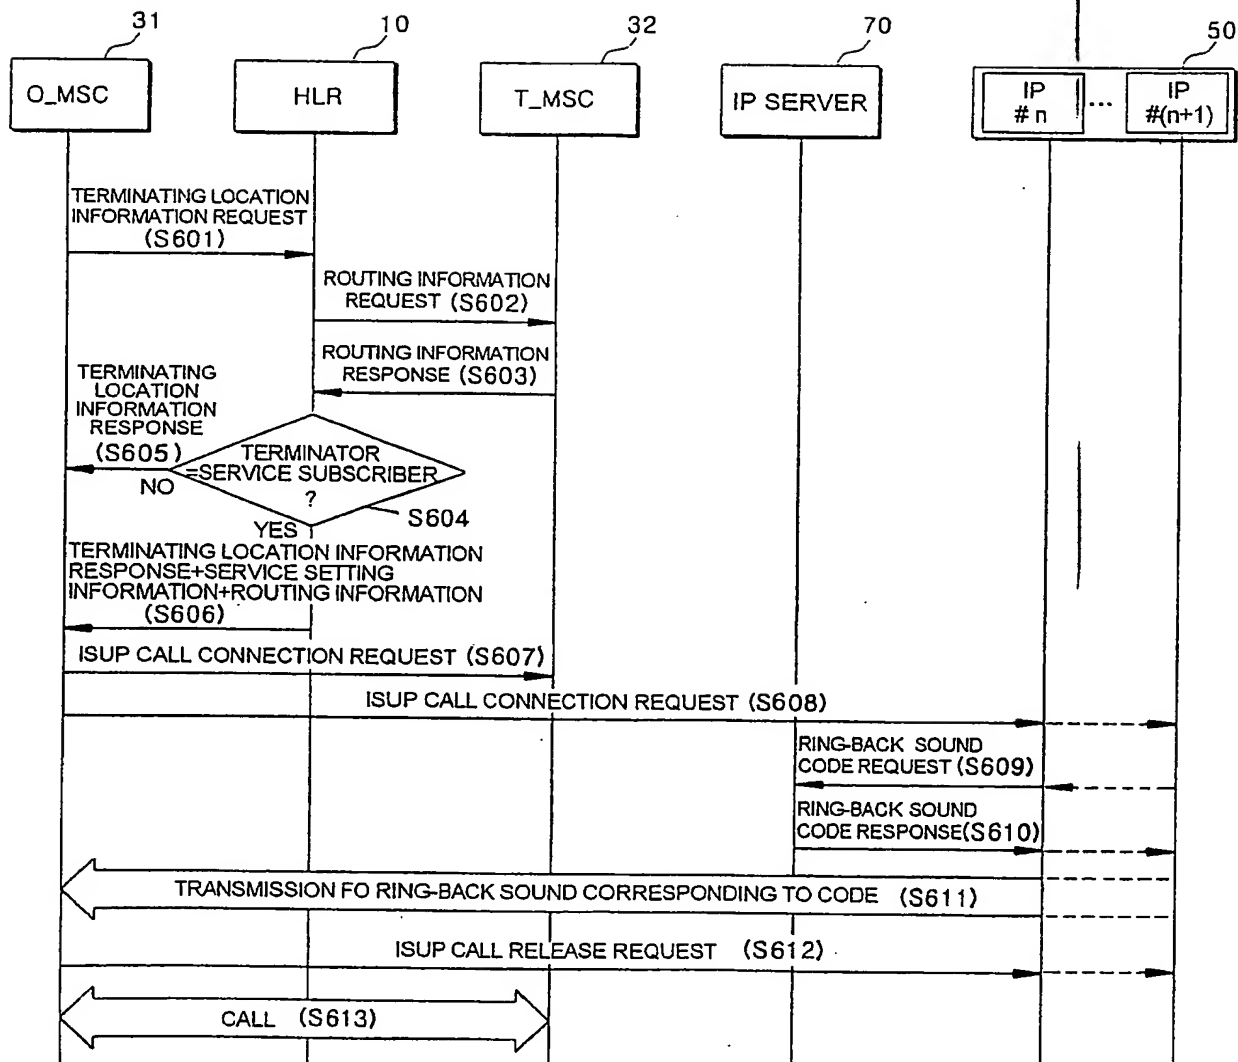 31
10
32
70
50
O_MSC
HLR
T_MSC
IP SERVER
IP
# n
...
IP
#(n+1)
TERMINATING LOCATION
INFORMATION REQUEST
(S601)
ROUTING INFORMATION
REQUEST (S602)
ROUTING INFORMATION
RESPONSE (S603)
TERMINATING
LOCATION
INFORMATION
RESPONSE
(S605)
NO
TERMINATOR
=SERVICE SUBSCRIBER
?
S604
YES
TERMINATING LOCATION INFORMATION
RESPONSE+SERVICE SETTING
INFORMATION+ROUTING INFORMATION
(S606)
ISUP CALL CONNECTION REQUEST (S607)
ISUP CALL CONNECTION REQUEST (S608)
RING-BACK SOUND
CODE REQUEST (S609)
RING-BACK SOUND
CODE RESPONSE(S610)
TRANSMISSION FO RING-BACK SOUND CORRESPONDING TO CODE (S611)
ISUP CALL RELEASE REQUEST (S612)
CALL (S613)